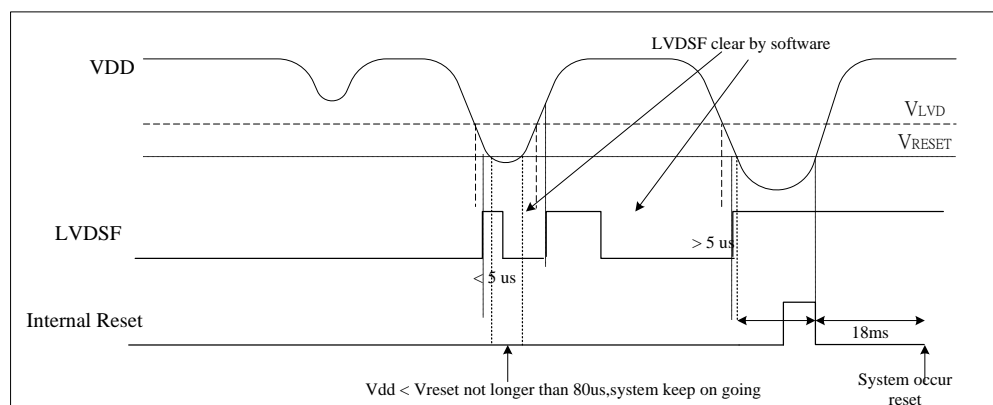 LVDSF clear by software
VDD
VLVD
VRESET
LVDSF
> 5 us
< 5 us
Internal Reset
18ms
Vdd < Vreset not longer than 80us,system keep on going
System occur
reset